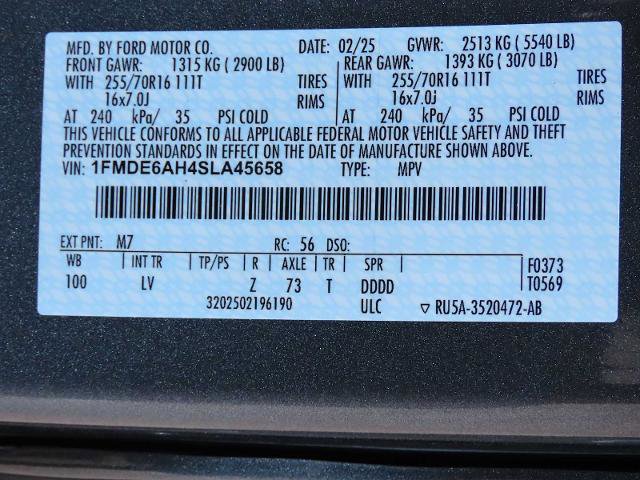 MFD. BY FORD MOTOR CO. DATE: 02/25 GVWR: 2513 KG ( 5540 LB)
FRONT GAWR: 1315 KG ( 2900 LB) REAR GAWR: 1393 KG ( 3070 LB)
WITH 255/70R16 111T TIRES WITH 255/70R16 111T TIRES
16x7.0J RIMS 16x7.0j RIMS
AT 240 kPa/ 35 PSI COLD AT 240 kPa/ 35 PSI COLD
THIS VEHICLE CONFORMS TO ALL APPLICABLE FEDERAL MOTOR VEHICLE SAFETY AND THEFT
PREVENTION STANDARDS IN EFFECT ON THE DATE OF MANUFACTURE SHOWN ABOVE.
VIN: 1FMDE6AH4SLA45658 TYPE: MPV
EXT PNT: M7 RC: 56 DSO:
WB INT TR TP/PS R AXLE TR SPR F0373
100 LV Z 73 T DDDD T0569
3202502196190 ULC ▽ RU5A-3520472-AB